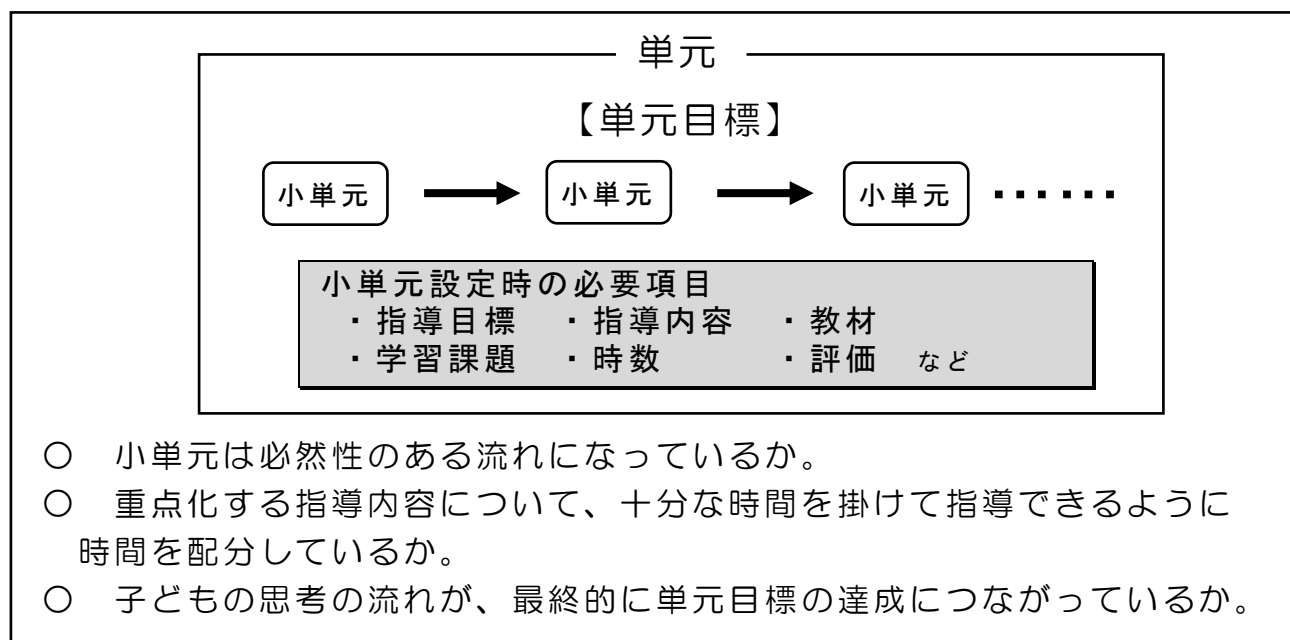 単元
【単元目標】
小単元 小単元 小単元 ・・・・・・
小単元設定時の必要項目
・指導目標 ・指導内容 ・教材
・学習課題 ・時数 ・評価 など
○ 小単元は必然性のある流れになっているか。
○ 重点化する指導内容について、十分な時間を掛けて指導できるように
時間を配分しているか。
○ 子どもの思考の流れが、最終的に単元目標の達成につながっているか。